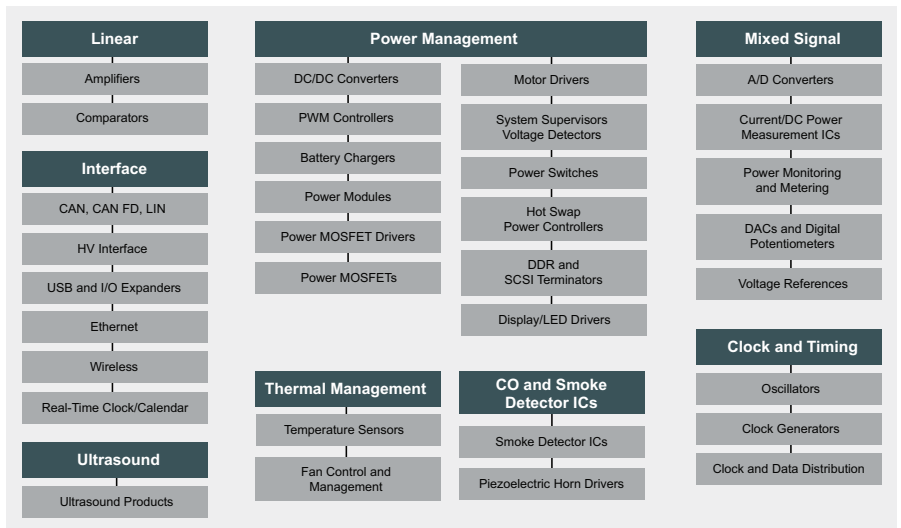 Linear
Amplifiers
Comparators
Interface
CAN, CAN FD, LIN
HV Interface
USB and I/O Expanders
Ethernet
Wireless
Real-Time Clock/Calendar
Ultrasound
Ultrasound Products
Power Management
DC/DC Converters
PWM Controllers
Battery Chargers
Power Modules
Power MOSFET Drivers
Power MOSFETs
Motor Drivers
System Supervisors
Voltage Detectors
Power Switches
Hot Swap
Power Controllers
DDR and
SCSI Terminators
Display/LED Drivers
Thermal Management
Temperature Sensors
Fan Control and
Management
CO and Smoke
Detector ICs
Smoke Detector ICs
Piezoelectric Horn Drivers
Mixed Signal
A/D Converters
Current/DC Power
Measurement ICs
Power Monitoring
and Metering
DACs and Digital
Potentiometers
Voltage References
Clock and Timing
Oscillators
Clock Generators
Clock and Data Distribution